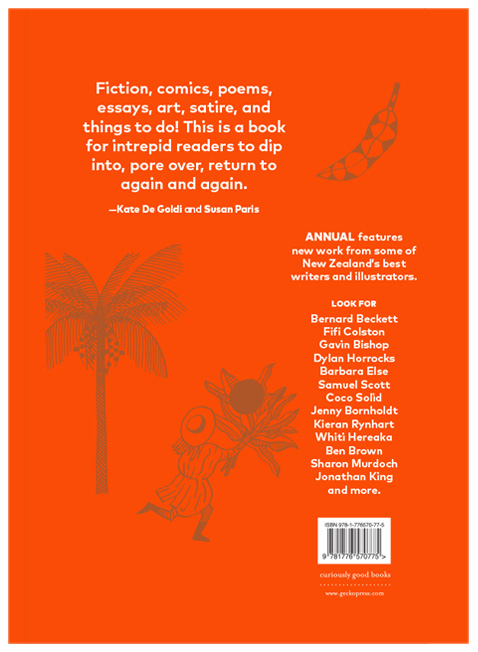 Fiction, comics, poems,
essays, art, satire, and
things to do! This is a book
for intrepid readers to dip
into, pore over, return to
again and again.
—Kate De Goldi and Susan Paris
ANNUAL features
new work from some of
New Zealand's best
writers and illustrators.
LOOK FOR
Bernard Beckett
Fifi Colston
Gavin Bishop
Dylan Horrocks
Barbara Else
Samuel Scott
Coco Solid
Jenny Bornholdt
Kieran Rynhart
Whiti Hereaka
Ben Brown
Sharon Murdoch
Jonathan King
and more.
ISBN 978-1-776570-77-5
9 781776 570775 >
curiously good books
www.geckopress.com